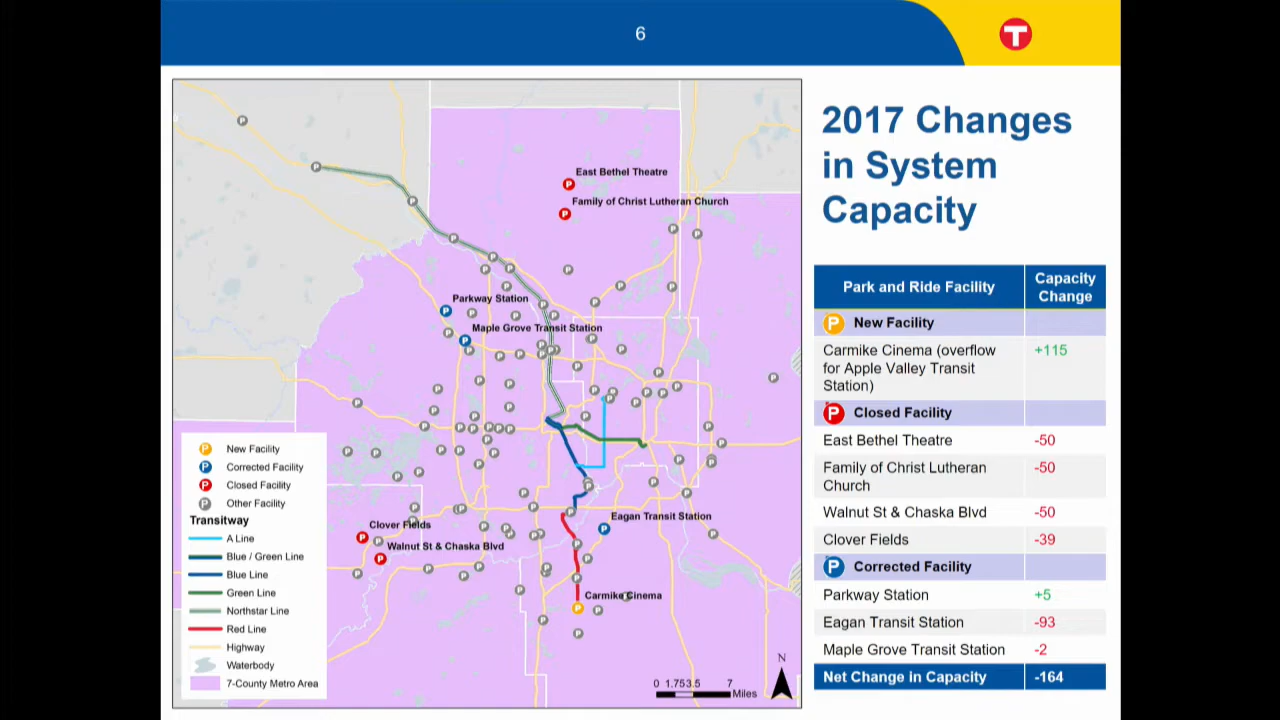 6
T
2017 Changes
in System
Capacity
East Bethel Theatre
Family of Christ Lutheran Church
Parkway Station
Maple Grove Transit Station
Eagan Transit Station
Clover Fields
Walnut St & Chaska Blvd
Carmike Cinema
P New Facility
P Corrected Facility
P Closed Facility
P Other Facility
Transitway
A Line
Blue / Green Line
Blue Line
Green Line
Northstar Line
Red Line
Highway
Waterbody
7-County Metro Area
N
0 1.75 3.5 7
Miles
Park and Ride Facility Capacity
Change
P New Facility
Carmike Cinema (overflow +115
for Apple Valley Transit
Station)
P Closed Facility
East Bethel Theatre -50
Family of Christ Lutheran -50
Church
Walnut St & Chaska Blvd -50
Clover Fields -39
P Corrected Facility
Parkway Station +5
Eagan Transit Station -93
Maple Grove Transit Station -2
Net Change in Capacity -164